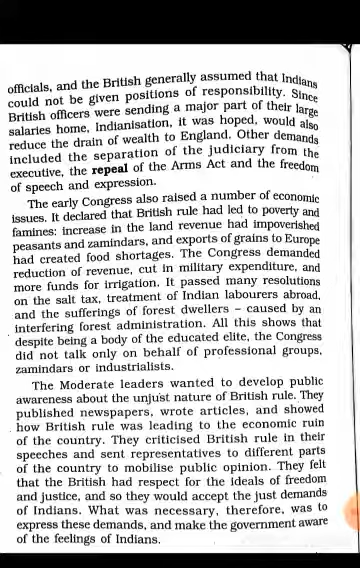 officials, and the British generally assumed that Indians
could not be given positions of responsibility. Since
British officers were sending a major part of their large
salaries home, Indianisation, it was hoped, would also
reduce the drain of wealth to England. Other demands
included the separation of the judiciary from the
executive, the repeal of the Arms Act and the freedom
of speech and expression.
The early Congress also raised a number of economic
issues. It declared that British rule had led to poverty and
famines: increase in the land revenue had impoverished
peasants and zamindars, and exports of grains to Europe
had created food shortages. The Congress demanded
reduction of revenue, cut in military expenditure, and
more funds for irrigation. It passed many resolutions
on the salt tax, treatment of Indian labourers abroad,
and the sufferings of forest dwellers – caused by an
interfering forest administration. All this shows that
despite being a body of the educated elite, the Congress
did not talk only on behalf of professional groups,
zamindars or industrialists.
The Moderate leaders wanted to develop public
awareness about the unjust nature of British rule. They
published newspapers, wrote articles, and showed
how British rule was leading to the economic ruin
of the country. They criticised British rule in their
speeches and sent representatives to different parts
of the country to mobilise public opinion. They felt
that the British had respect for the ideals of freedom
and justice, and so they would accept the just demands
of Indians. What was necessary, therefore, was to
express these demands, and make the government aware
of the feelings of Indians.